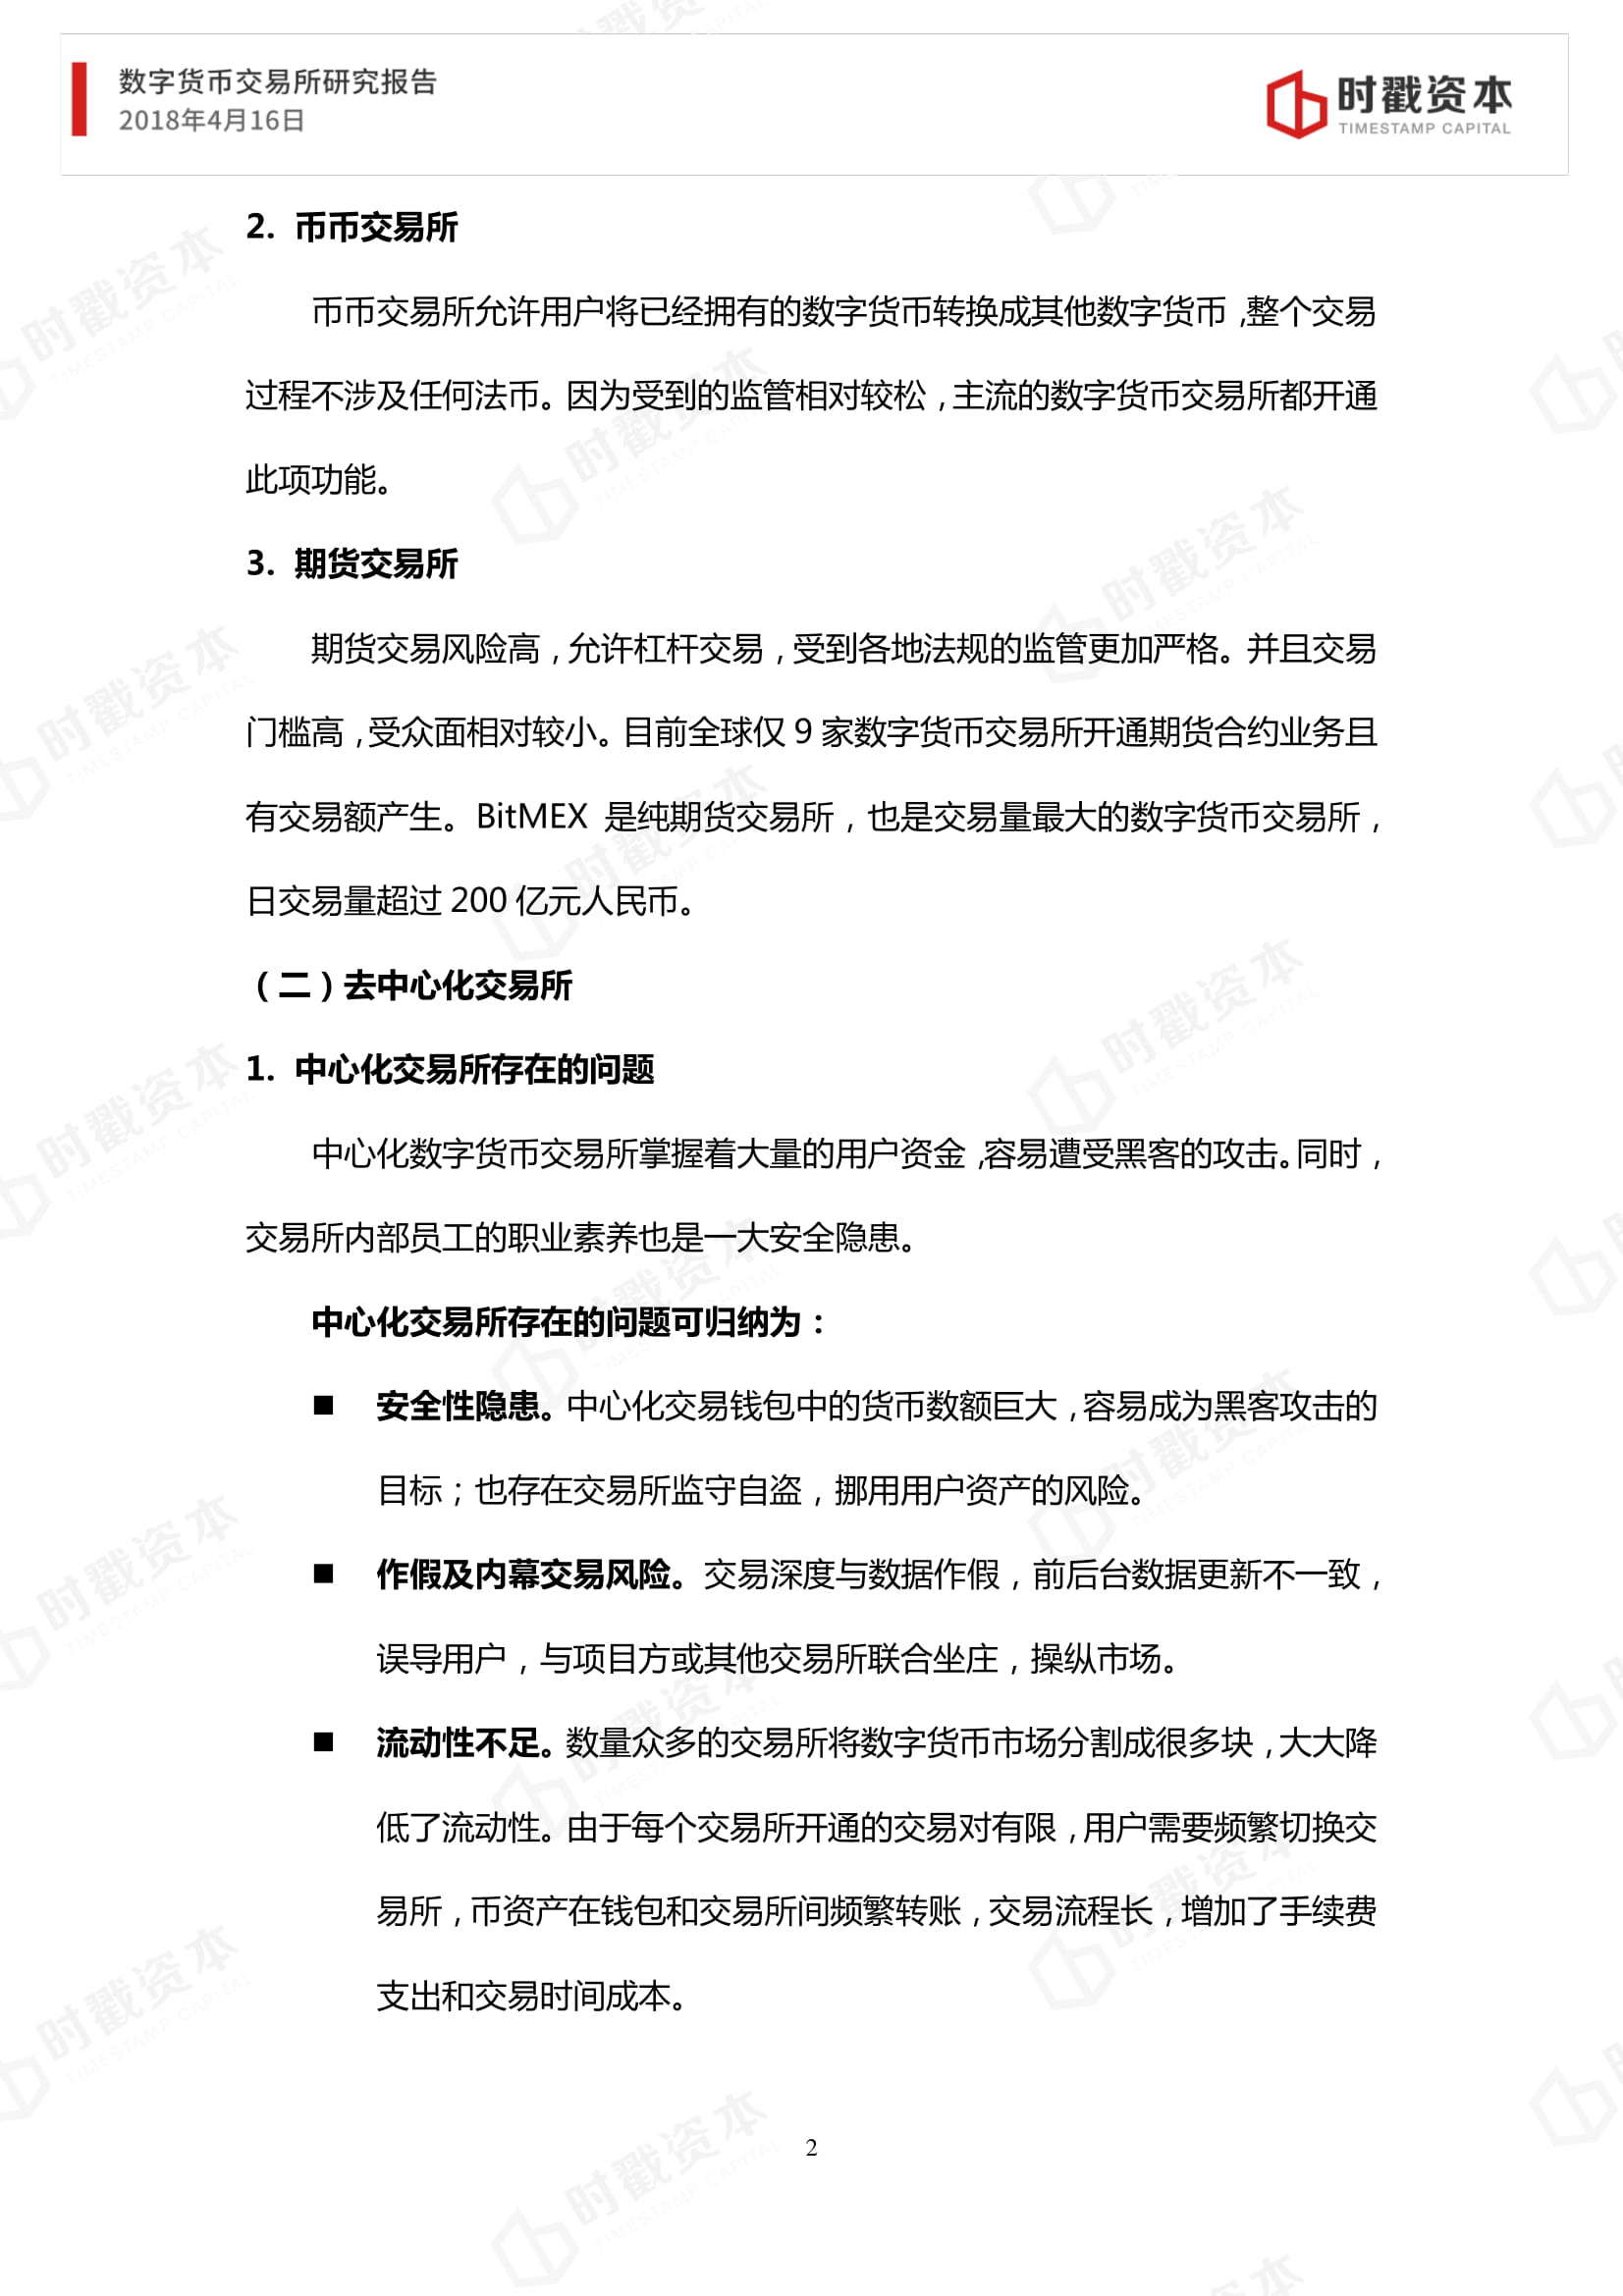 数字货币交易所研究报告
2018年4月16日
时戳资本
TIMESTAMP CAPITAL
2. 币币交易所
币币交易所允许用户将已经拥有的数字货币转换成其他数字货币，整个交易
过程不涉及任何法币。因为受到的监管相对较松，主流的数字货币交易所都开通
此项功能。
3. 期货交易所
期货交易风险高，允许杠杆交易，受到各地法规的监管更加严格。并且交易
门槛高，受众面相对较小。目前全球仅 9 家数字货币交易所开通期货合约业务且
有交易额产生。BitMEX 是纯期货交易所，也是交易量最大的数字货币交易所，
日交易量超过 200 亿元人民币。
（二）去中心化交易所
1. 中心化交易所存在的问题
中心化数字货币交易所掌握着大量的用户资金，容易遭受黑客的攻击。同时，
交易所内部员工的职业素养也是一大安全隐患。
中心化交易所存在的问题可归纳为：
■ 安全性隐患。中心化交易钱包中的货币数额巨大，容易成为黑客攻击的
目标；也存在交易所监守自盗，挪用用户资产的风险。
■ 作假及内幕交易风险。交易深度与数据作假，前后台数据更新不一致，
误导用户，与项目方或其他交易所联合坐庄，操纵市场。
■ 流动性不足。数量众多的交易所将数字货币市场分割成很多块，大大降
低了流动性。由于每个交易所开通的交易对有限，用户需要频繁切换交
易所，币资产在钱包和交易所间频繁转账，交易流程长，增加了手续费
支出和交易时间成本。
2